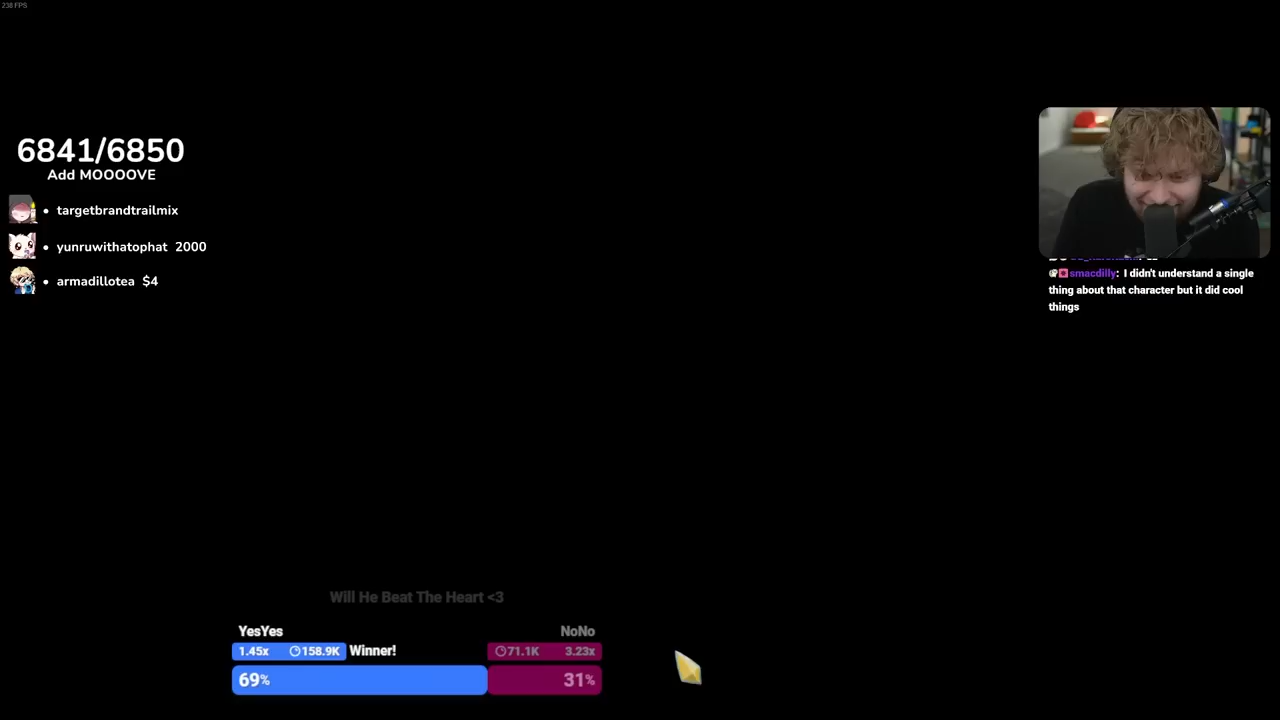 238 FPS
6841/6850
Add MOOOOVE
• targetbrandtrailmix
• yunruwithatophat 2000
• armadillotea $4
smacdilly: I didn't understand a single
thing about that character but it did cool
things
Will He Beat The Heart <3
YesYes NoNo
1.45x 158.9K Winner! 71.1K 3.23x
69% 31%